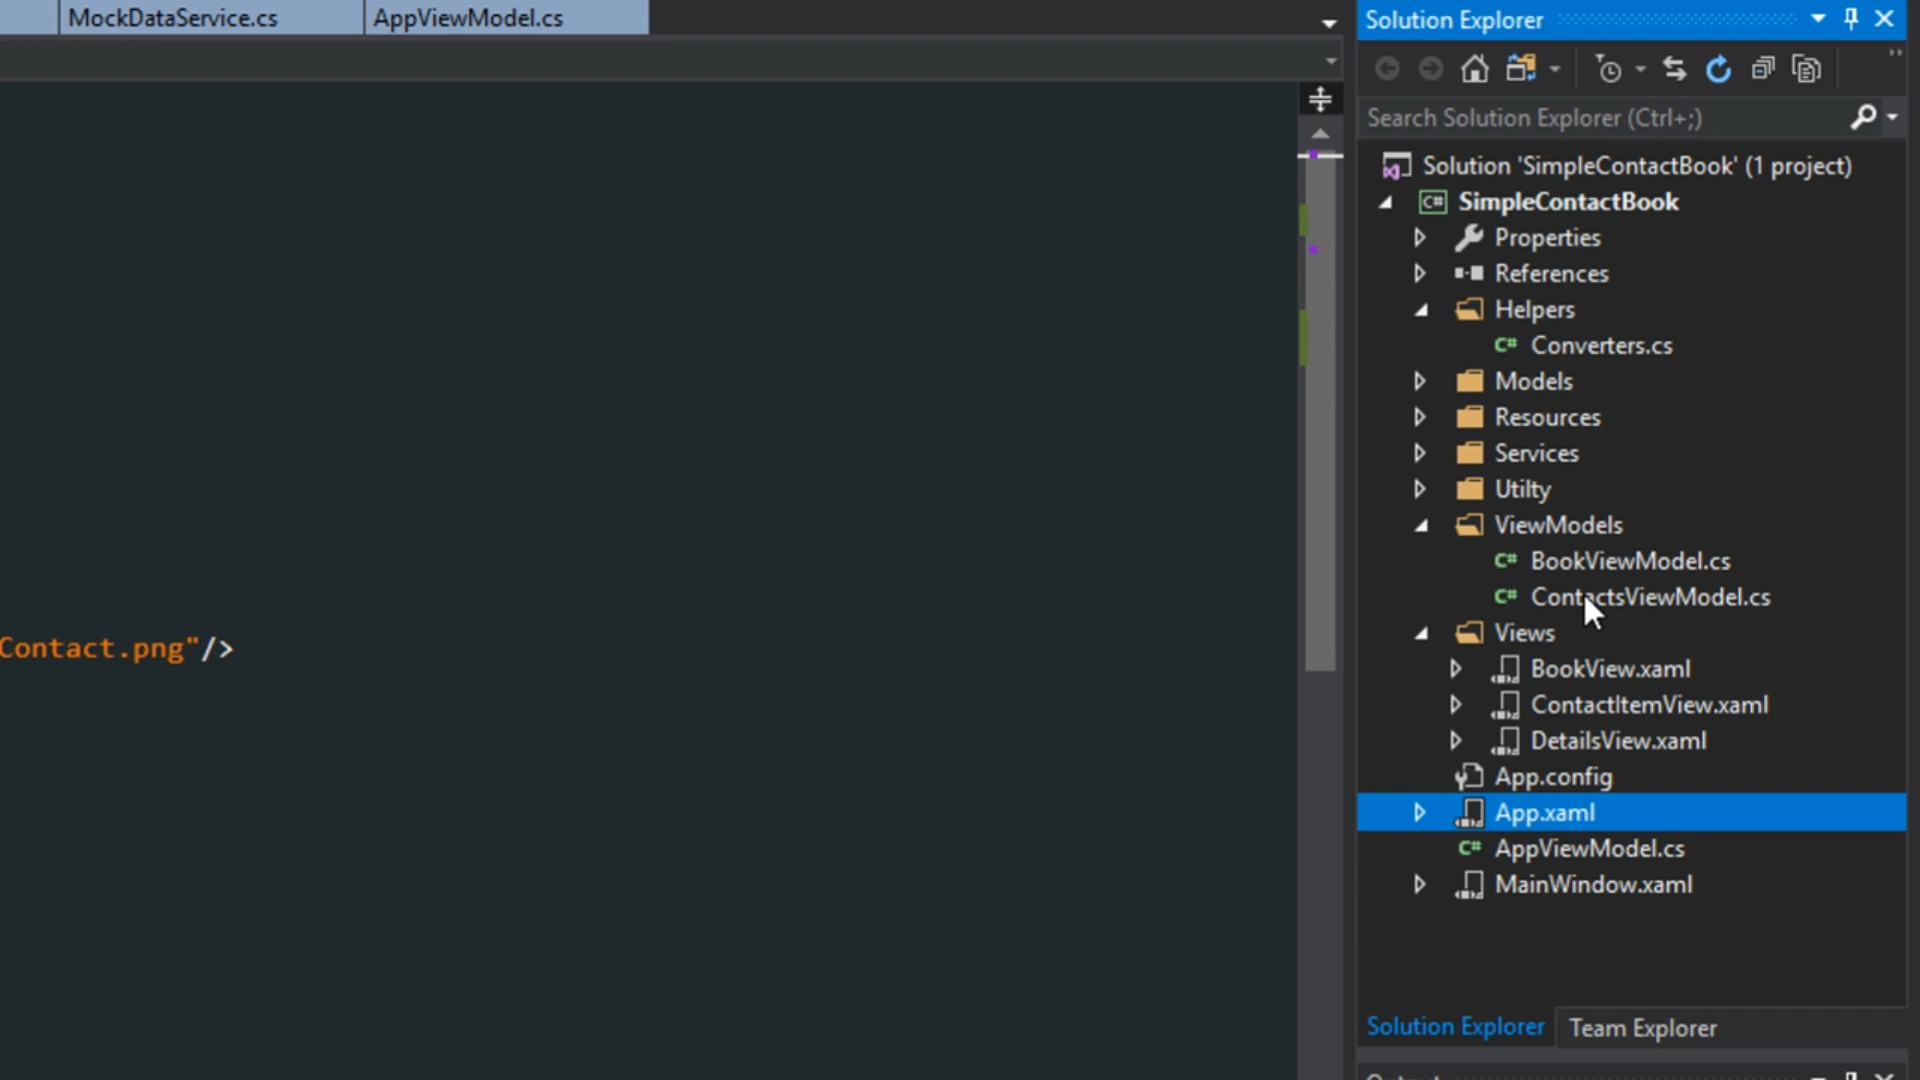 MockDataService.cs
AppViewModel.cs
Solution Explorer
Search Solution Explorer (Ctrl+;)
Solution 'SimpleContactBook' (1 project)
C# SimpleContactBook
Properties
References
Helpers
C# Converters.cs
Models
Resources
Services
Utilty
ViewModels
C# BookViewModel.cs
C# ContactsViewModel.cs
Contact.png"/>
Views
BookView.xaml
ContactItemView.xaml
DetailsView.xaml
App.config
App.xaml
C# AppViewModel.cs
MainWindow.xaml
Solution Explorer
Team Explorer